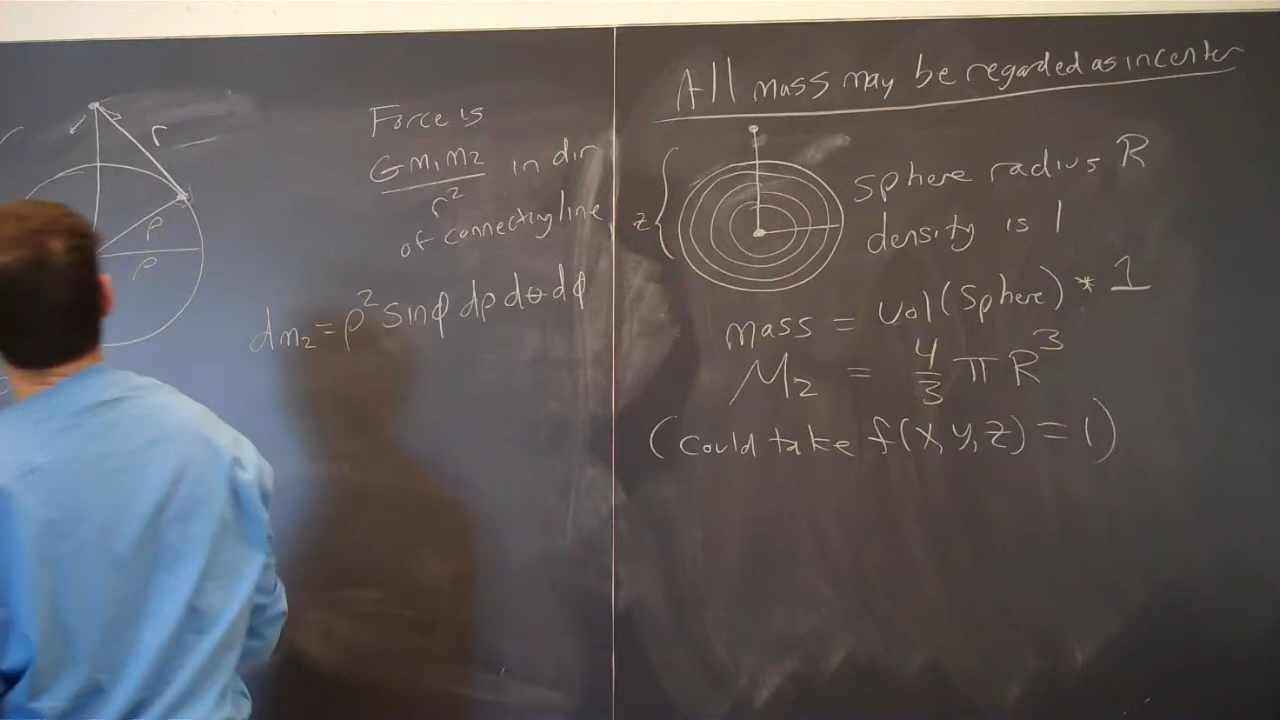 r
ρ
ρ
Force is
GM₁M₂
r²
in dir
of connecting line
dm₂ = ρ² sinφ dρ dθ dφ
All mass may be regarded as in center
z
sphere radius R
density is 1
mass = vol(sphere) * 1
M₂ = 4/3 π R³
(could take f(x,y,z) = 1)